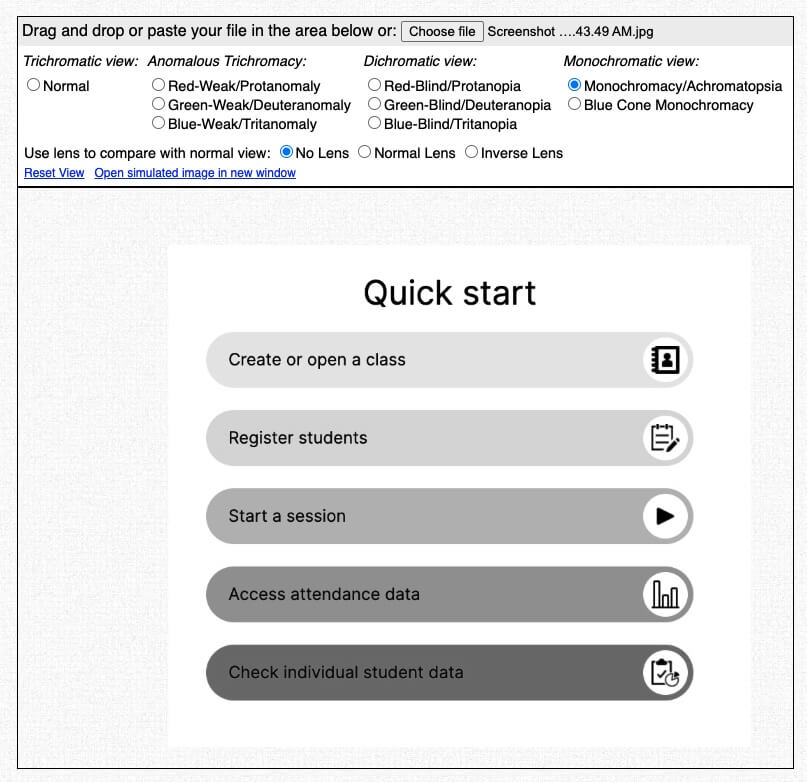 Drag and drop or paste your file in the area below or: Choose file Screenshot ....43.49 AM.jpg
Trichromatic view: Anomalous Trichromacy: Dichromatic view: Monochromatic view:
Normal Red-Weak/Protanomaly Red-Blind/Protanopia Monochromacy/Achromatopsia
Green-Weak/Deuteranomaly Green-Blind/Deuteranopia Blue Cone Monochromacy
Blue-Weak/Tritanomaly Blue-Blind/Tritanopia
Use lens to compare with normal view: No Lens Normal Lens Inverse Lens
Reset View Open simulated image in new window
Quick start
Create or open a class
Register students
Start a session
Access attendance data
Check individual student data